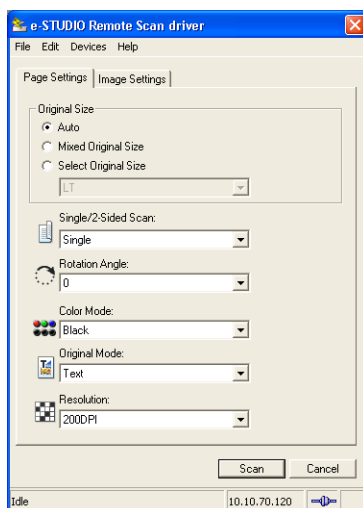 e-STUDIO Remote Scan driver
File Edit Devices Help
Page Settings Image Settings
Original Size
Auto
Mixed Original Size
Select Original Size
LT
Single/2-Sided Scan:
Single
Rotation Angle:
0
Color Mode:
Black
Original Mode:
Text
Resolution:
200DPI
Scan Cancel
Idle 10.10.70.120